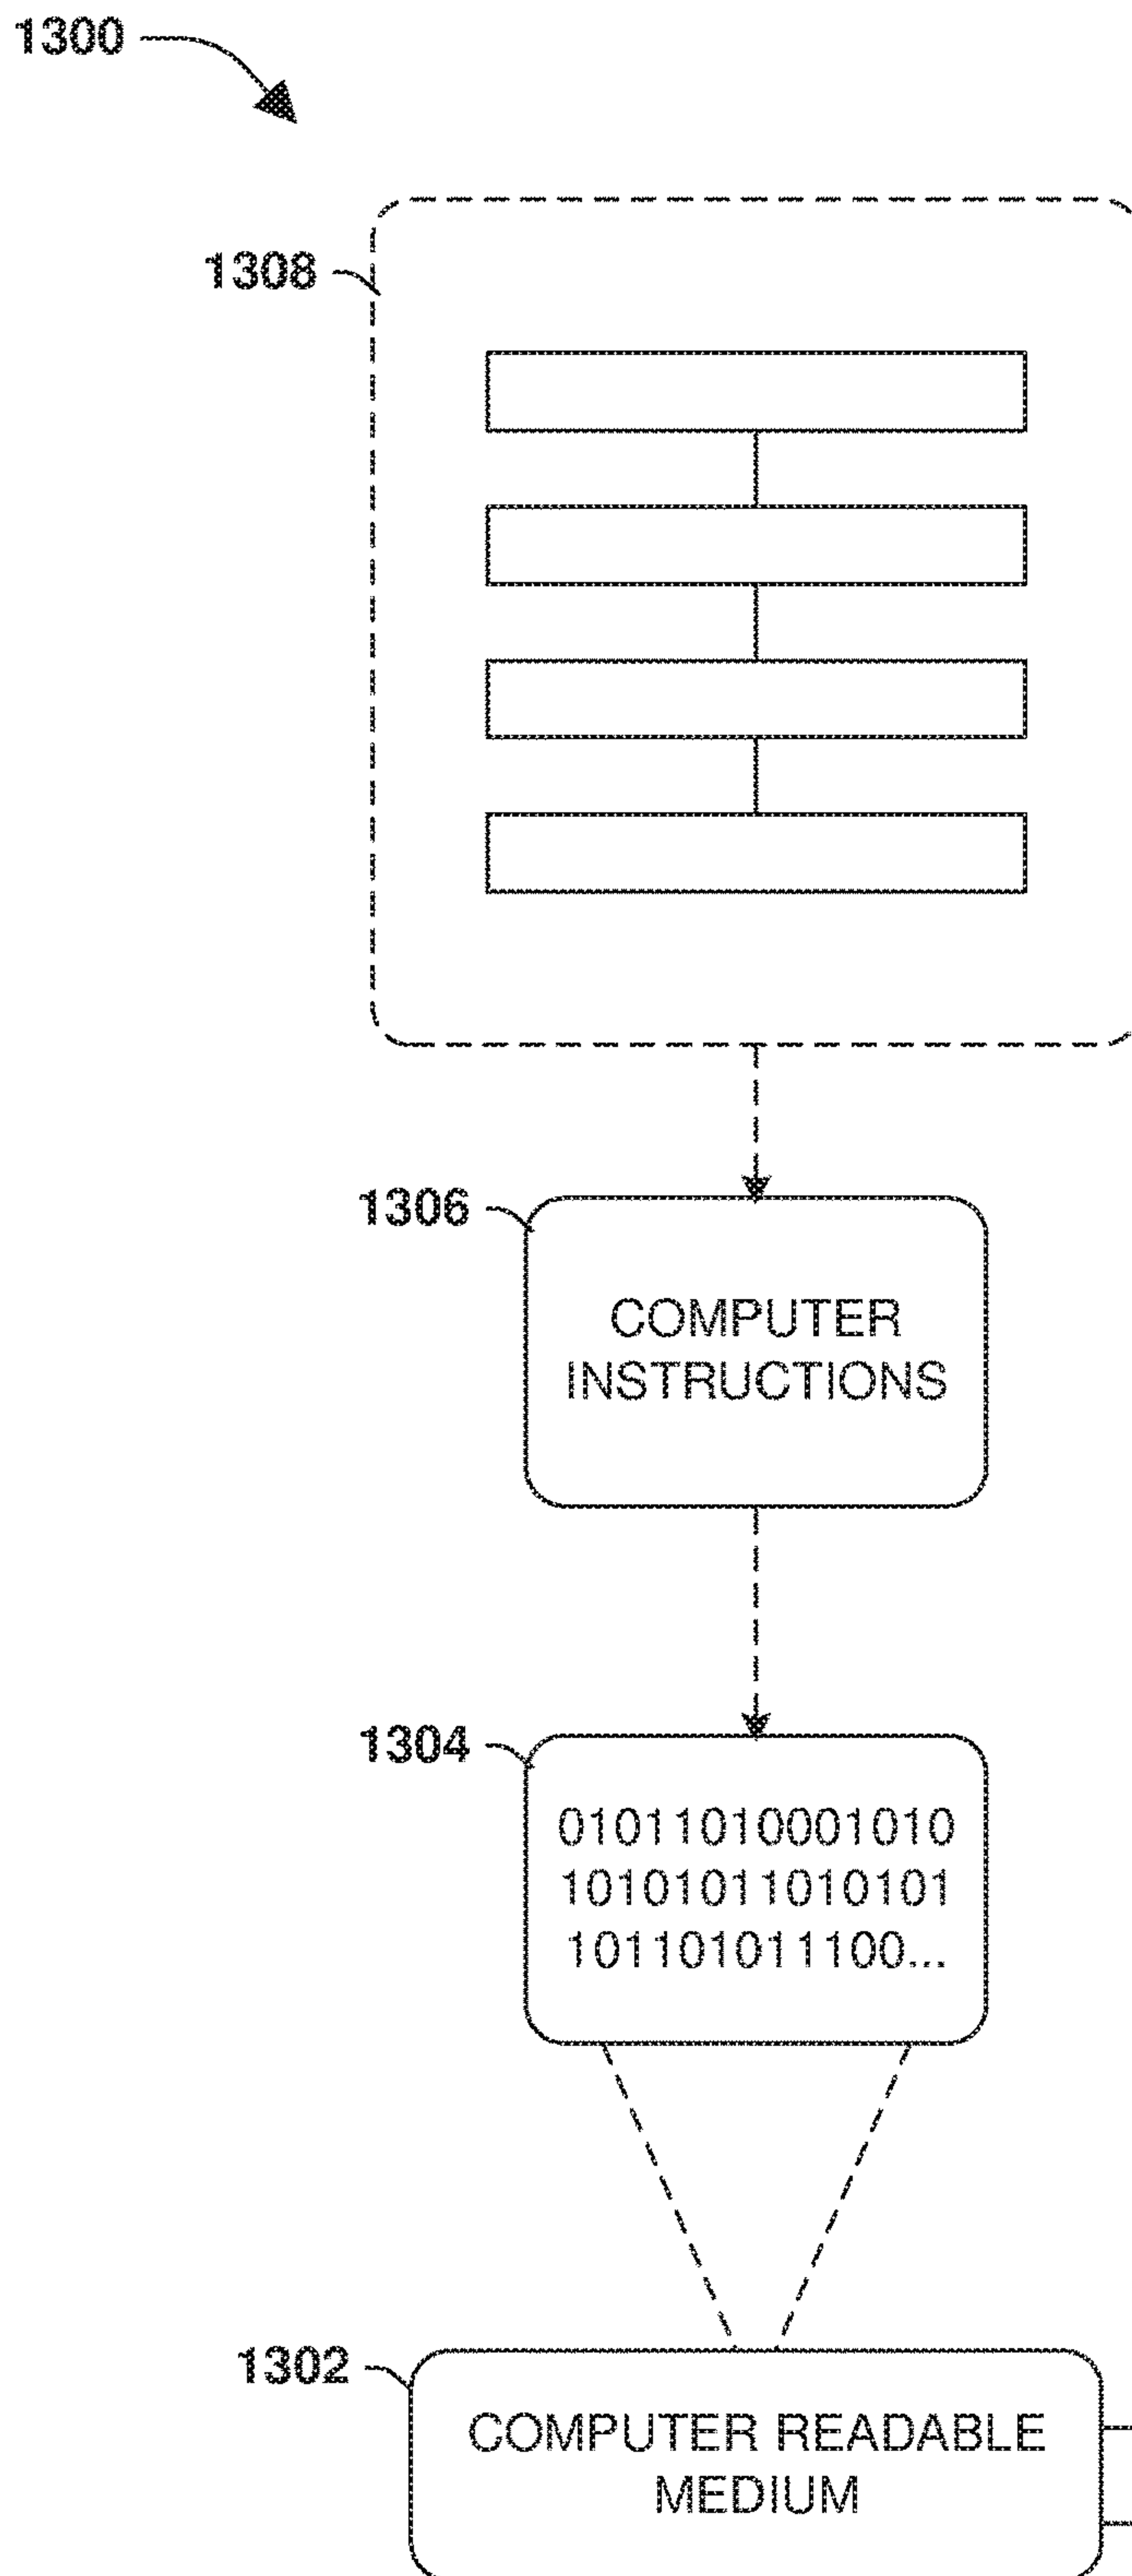 1300
1308
1306
COMPUTER
INSTRUCTIONS
1304
01011010001010
10101011010101
101101011100...
1302
COMPUTER READABLE
MEDIUM